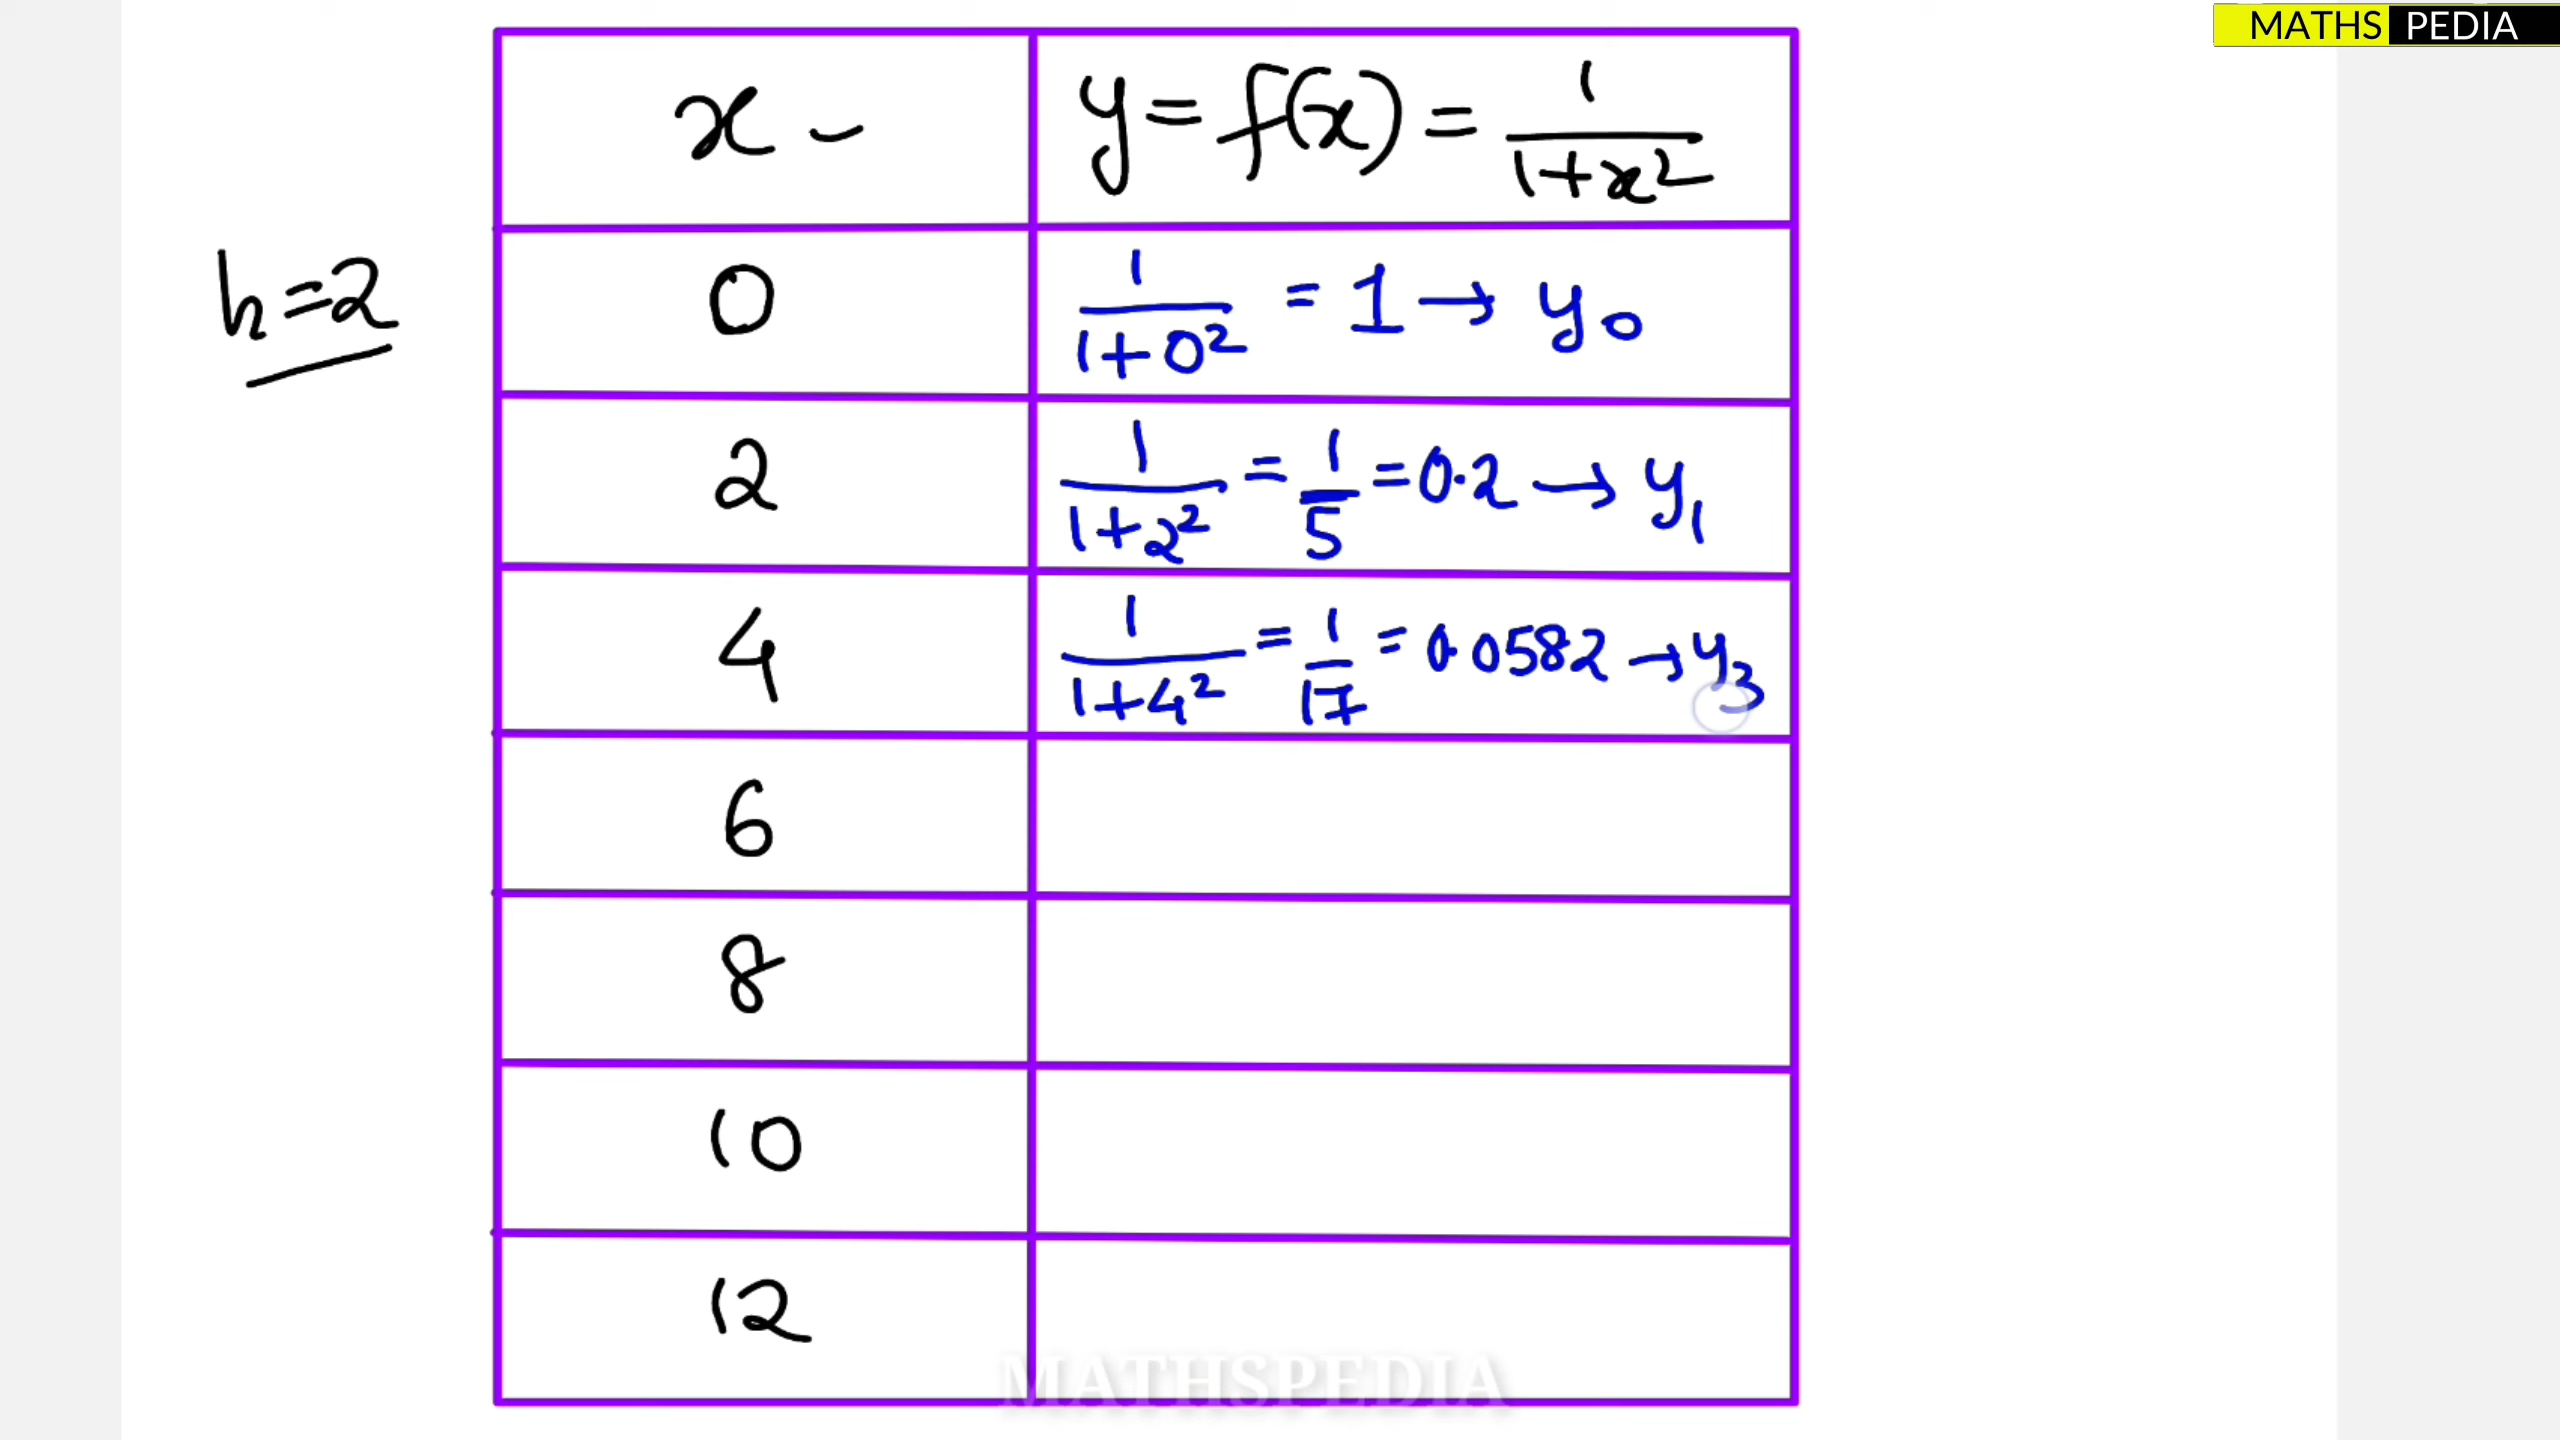 MATHS PEDIA
x - y = f(x) = 1/(1+x²)
h=2
0 1/(1+0²) = 1 → y₀
2 1/(1+2²) = 1/5 = 0.2 → y₁
4 1/(1+4²) = 1/17 = 0.0582 → y₃
6
8
10
12
MATHSPEDIA